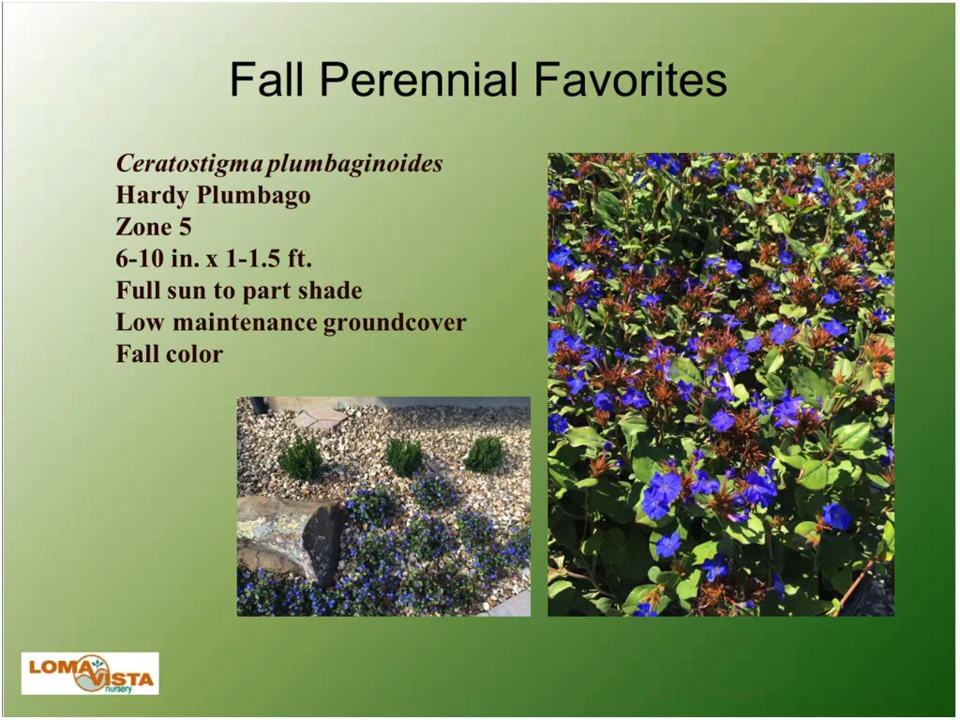 Fall Perennial Favorites
Ceratostigma plumbaginoides
Hardy Plumbago
Zone 5
6-10 in. x 1-1.5 ft.
Full sun to part shade
Low maintenance groundcover
Fall color
LOMA
VISTA
nursery